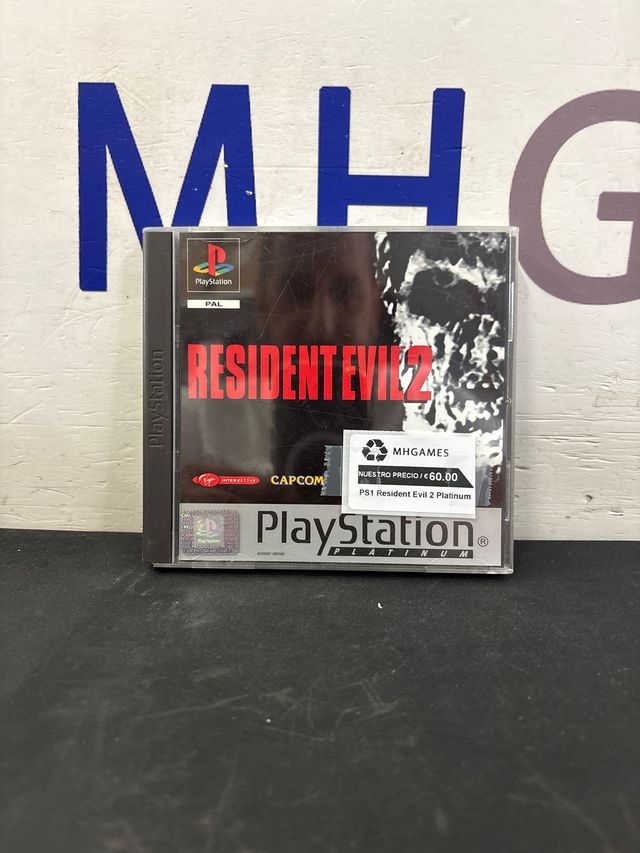 MHG
PlayStation
PAL
PlayStation
RESIDENT EVIL 2
MHGAMES
NUESTRO PRECIO / €60.00
PS1 Resident Evil 2 Platinum
Virgin INTERACTIVE
CAPCOM
PlayStation®
PLATINUM
PlayStation